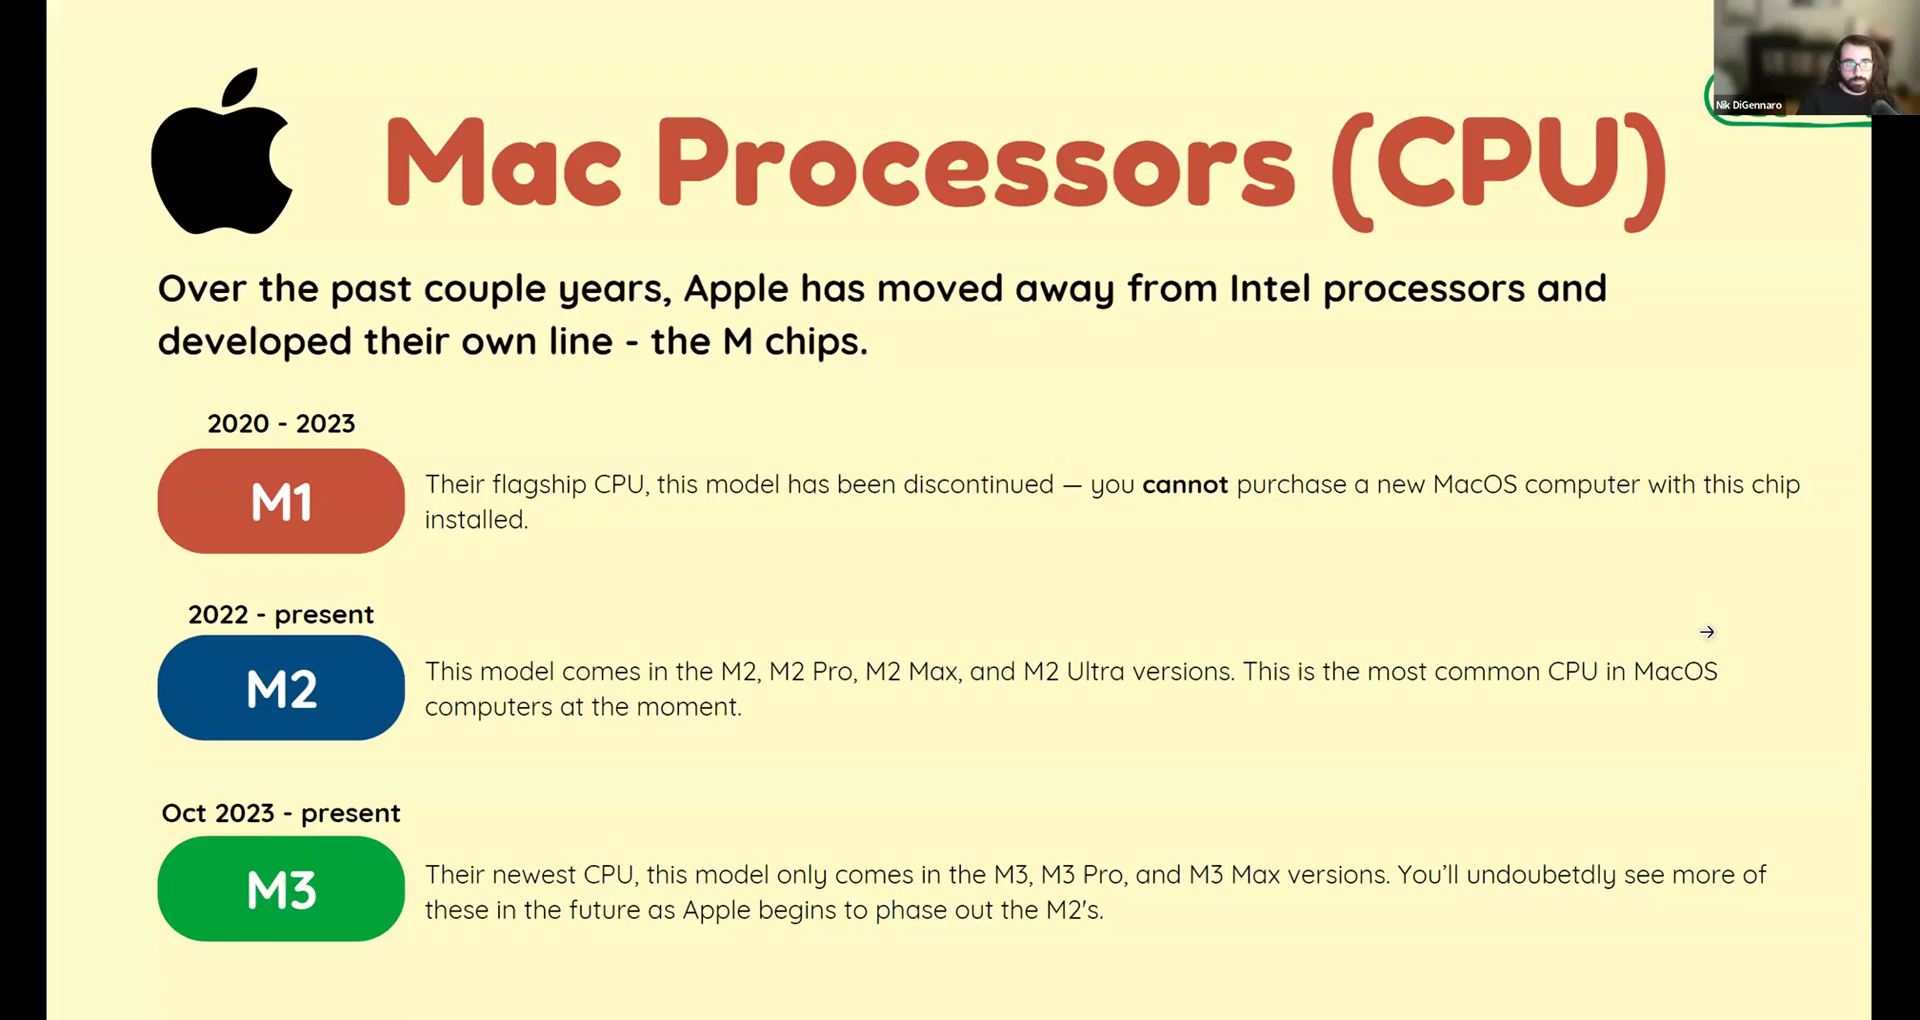 Nik DiGennaro
Mac Processors (CPU)
Over the past couple years, Apple has moved away from Intel processors and
developed their own line - the M chips.
2020 - 2023
M1
Their flagship CPU, this model has been discontinued — you cannot purchase a new MacOS computer with this chip
installed.
2022 - present
M2
This model comes in the M2, M2 Pro, M2 Max, and M2 Ultra versions. This is the most common CPU in MacOS
computers at the moment.
Oct 2023 - present
M3
Their newest CPU, this model only comes in the M3, M3 Pro, and M3 Max versions. You’ll undoubetdly see more of
these in the future as Apple begins to phase out the M2's.